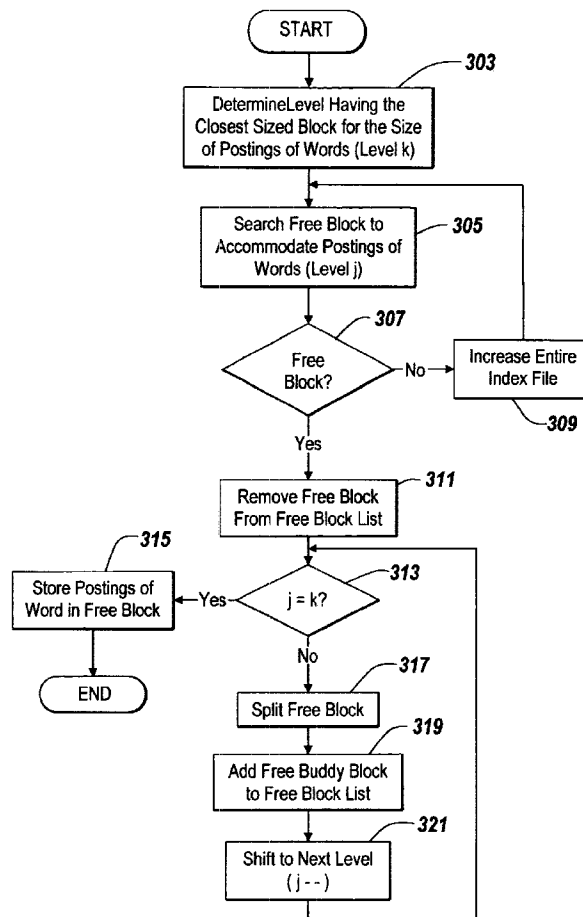 START
303
DetermineLevel Having the
Closest Sized Block for the Size
of Postings of Words (Level k)
Search Free Block to
Accommodate Postings of
Words (Level j)
305
307
Free
Block?
No
Increase Entire
Index File
309
Yes
311
Remove Free Block
From Free Block List
315
Store Postings of
Word in Free Block
Yes
313
j = k?
END
No
317
Split Free Block
319
Add Free Buddy Block
to Free Block List
321
Shift to Next Level
( j - - )